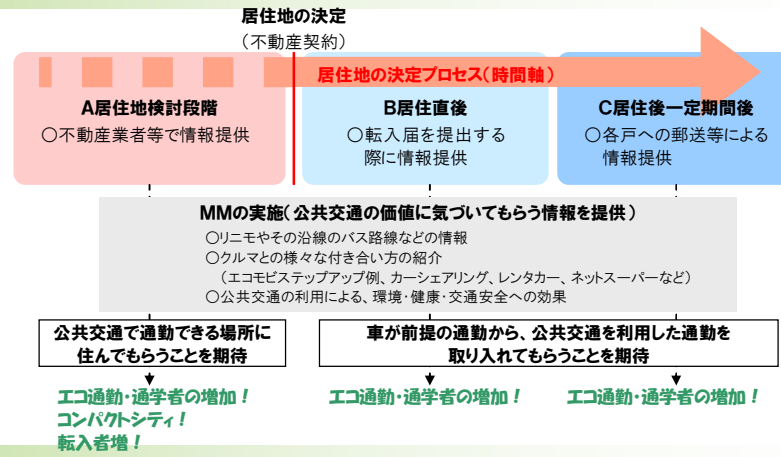 居住地の決定
（不動産契約）
居住地の決定プロセス（時間軸）
A居住地検討段階
○不動産業者等で情報提供
B居住直後
○転入届を提出する
際に情報提供
C居住後一定期間後
○各戸への郵送等による
情報提供
MMの実施（公共交通の価値に気づいてもらう情報を提供）
○リニモやその沿線のバス路線などの情報
○クルマとの様々な付き合い方の紹介
（エコモビステップアップ例、カーシェアリング、レンタカー、ネットスーパーなど）
○公共交通の利用による、環境・健康・交通安全への効果
公共交通で通勤できる場所に
住んでもらうことを期待
車が前提の通勤から、公共交通を利用した通勤を
取り入れてもらうことを期待
エコ通勤・通学者の増加！
コンパクトシティ！
転入者増！
エコ通勤・通学者の増加！
エコ通勤・通学者の増加！